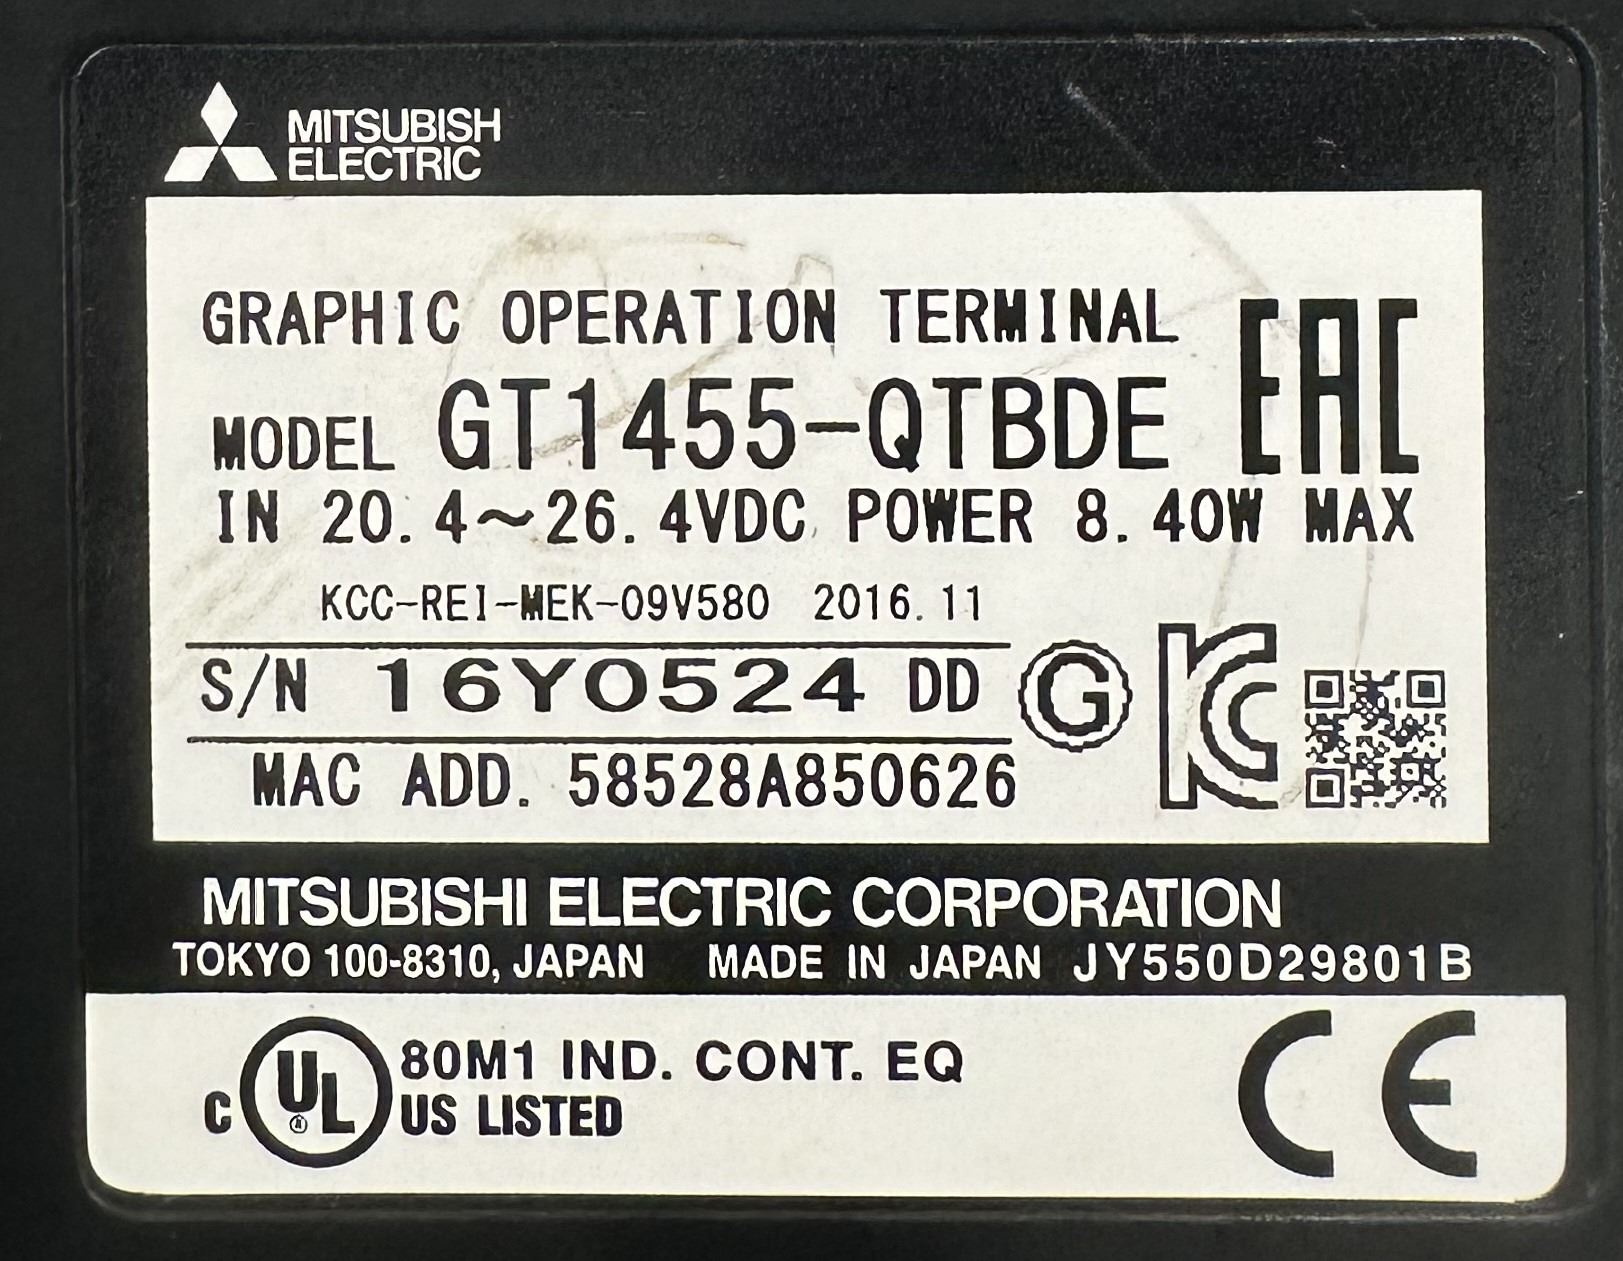 MITSUBISH
ELECTRIC
GRAPHIC OPERATION TERMINAL
MODEL GT1455-QTBDE EAC
IN 20.4~26.4VDC POWER 8.40W MAX
KCC-REI-MEK-09V580 2016.11
S/N 16Y0524 DD G KC
MAC ADD. 58528A850626
MITSUBISHI ELECTRIC CORPORATION
TOKYO 100-8310, JAPAN MADE IN JAPAN JY550D29801B
C UL® 80M1 IND. CONT. EQ
US LISTED CE